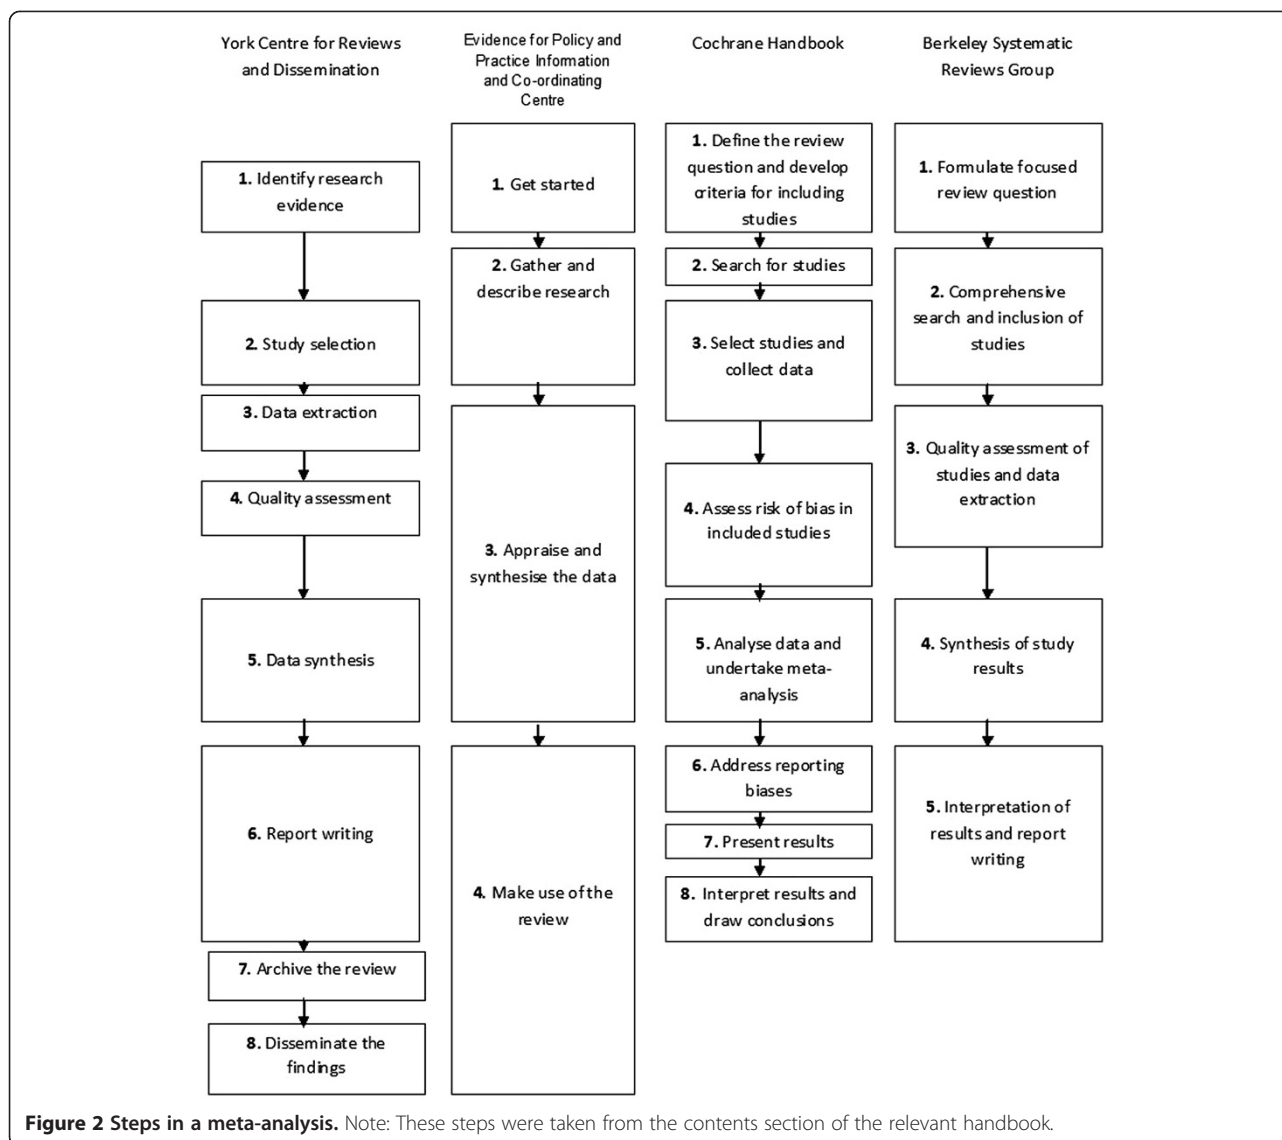 York Centre for Reviews
and Dissemination
1. Identify research
evidence
2. Study selection
3. Data extraction
4. Quality assessment
5. Data synthesis
6. Report writing
7. Archive the review
8. Disseminate the
findings
Evidence for Policy and
Practice Information
and Co-ordinating
Centre
1. Get started
2. Gather and
describe research
3. Appraise and
synthesise the data
4. Make use of the
review
Cochrane Handbook
1. Define the review
question and develop
criteria for including
studies
2. Search for studies
3. Select studies and
collect data
4. Assess risk of bias in
included studies
5. Analyse data and
undertake meta-
analysis
6. Address reporting
biases
7. Present results
8. Interpret results and
draw conclusions
Berkeley Systematic
Reviews Group
1. Formulate focused
review question
2. Comprehensive
search and inclusion of
studies
3. Quality assessment of
studies and data
extraction
4. Synthesis of study
results
5. Interpretation of
results and report
writing
Figure 2 Steps in a meta-analysis. Note: These steps were taken from the contents section of the relevant handbook.